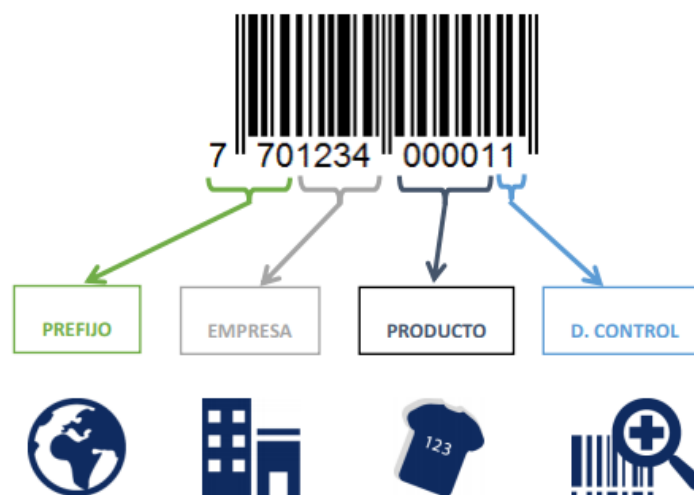 7 701234 000011
PREFIJO EMPRESA PRODUCTO D. CONTROL
123